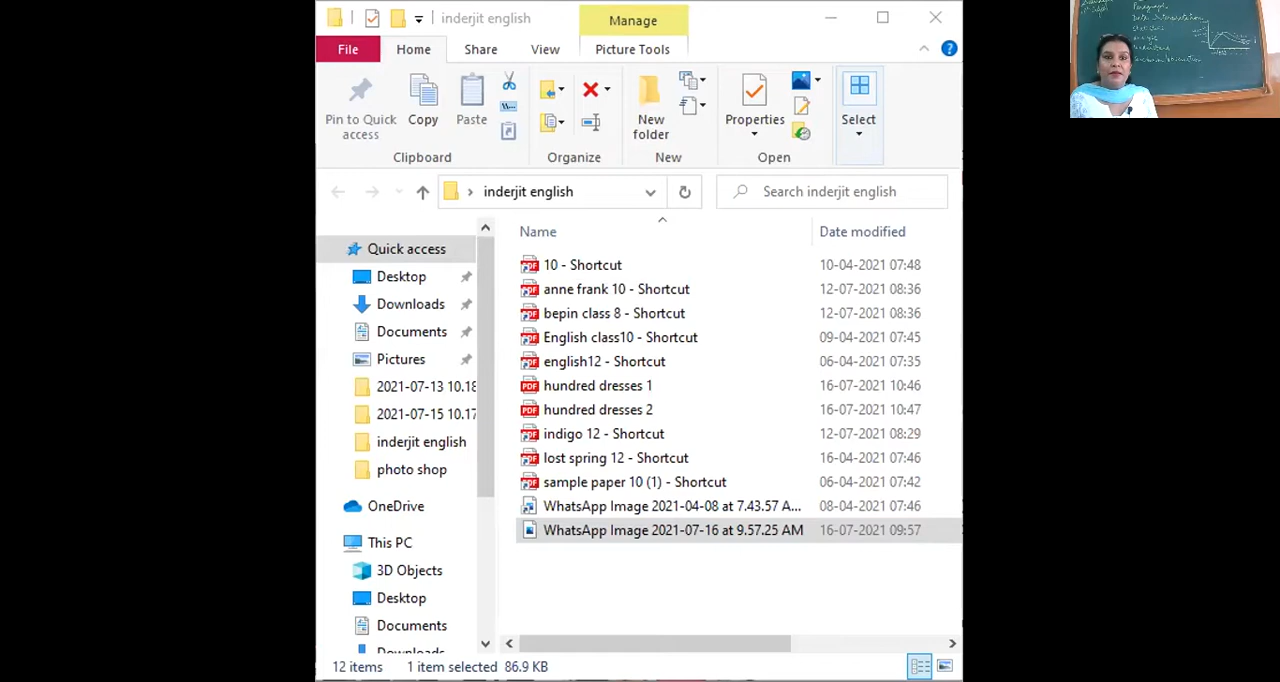 inderjit english
Manage
File
Home
Share
View
Picture Tools
Pin to Quick
access
Copy
Paste
New
folder
Properties
Select
Clipboard
Organize
New
Open
inderjit english
Search inderjit english
Name
Date modified
Quick access
Desktop
Downloads
Documents
Pictures
2021-07-13 10.18
2021-07-15 10.17
inderjit english
photo shop
OneDrive
This PC
3D Objects
Desktop
Documents
Downloads
10 - Shortcut 10-04-2021 07:48
anne frank 10 - Shortcut 12-07-2021 08:36
bepin class 8 - Shortcut 12-07-2021 08:36
English class10 - Shortcut 09-04-2021 07:45
english12 - Shortcut 06-04-2021 07:35
hundred dresses 1 16-07-2021 10:46
hundred dresses 2 16-07-2021 10:47
indigo 12 - Shortcut 12-07-2021 08:29
lost spring 12 - Shortcut 16-04-2021 07:46
sample paper 10 (1) - Shortcut 06-04-2021 07:42
WhatsApp Image 2021-04-08 at 7.43.57 A... 08-04-2021 07:46
WhatsApp Image 2021-07-16 at 9.57.25 AM 16-07-2021 09:57
12 items 1 item selected 86.9 KB
Paragraph
Data Interpretation